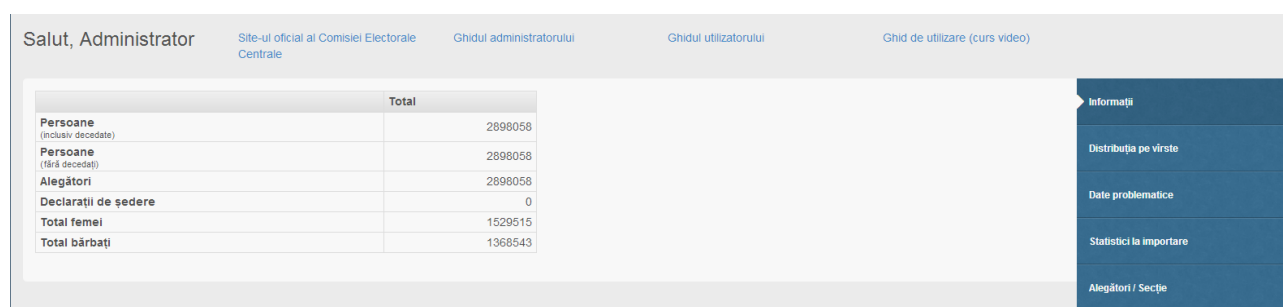 Salut, Administrator
Site-ul oficial al Comisiei Electorale
Centrale
Ghidul administratorului
Ghidul utilizatorului
Ghid de utilizare (curs video)
Total
Persoane
(inclusiv decedate)
2898058
Persoane
(fără decedați)
2898058
Alegători
2898058
Declarații de ședere
0
Total femei
1529515
Total bărbați
1368543
Informații
Distribuția pe vîrste
Date problematice
Statistici la importare
Alegători / Secție